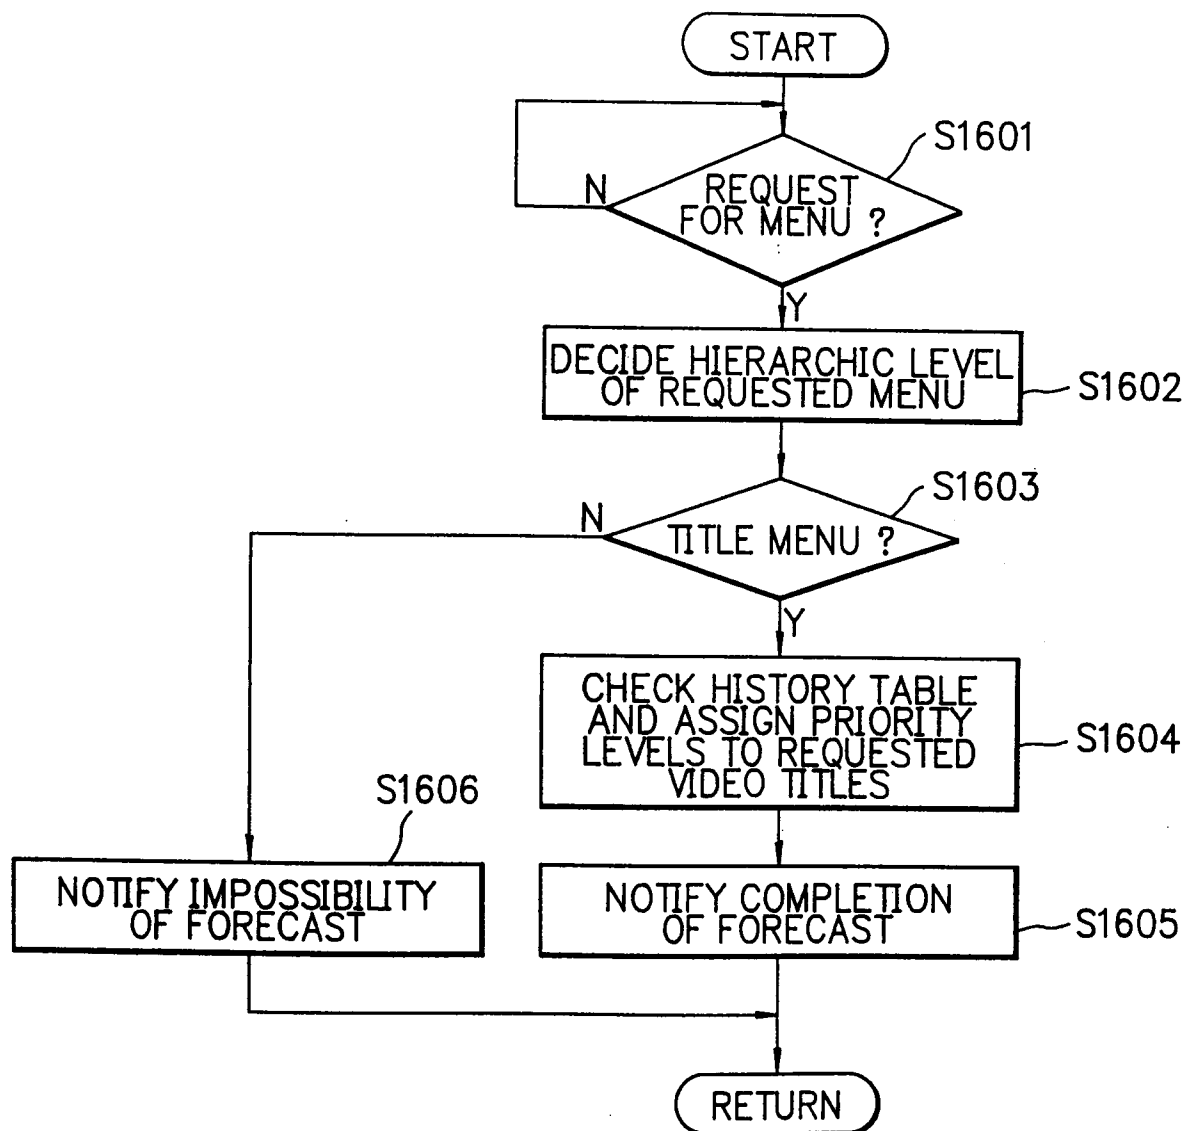 START
S1601
N
REQUEST
FOR MENU ?
Y
DECIDE HIERARCHIC LEVEL
OF REQUESTED MENU
S1602
S1603
N
TITLE MENU ?
Y
CHECK HISTORY TABLE
AND ASSIGN PRIORITY
LEVELS TO REQUESTED
VIDEO TITLES
S1604
S1606
NOTIFY IMPOSSIBILITY
OF FORECAST
NOTIFY COMPLETION
OF FORECAST
S1605
RETURN